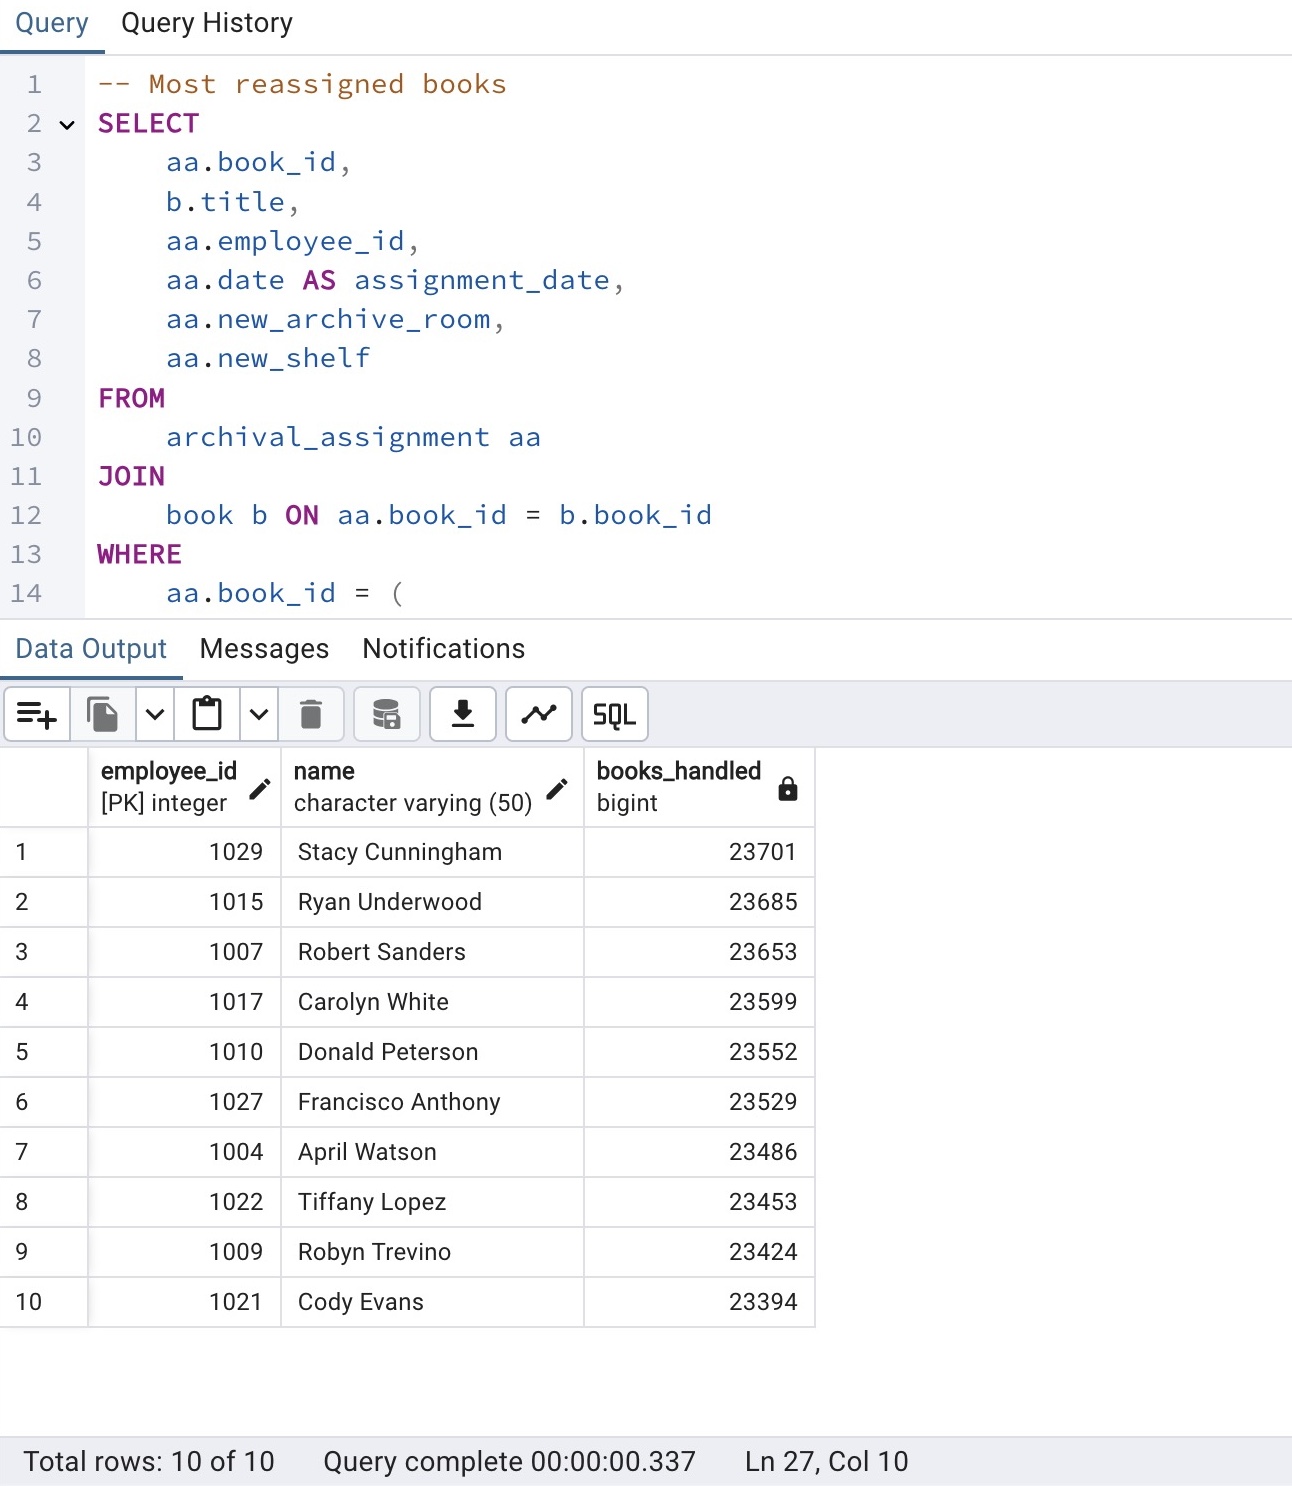 Query Query History
1 -- Most reassigned books
2 SELECT
3 aa.book_id,
4 b.title,
5 aa.employee_id,
6 aa.date AS assignment_date,
7 aa.new_archive_room,
8 aa.new_shelf
9 FROM
10 archival_assignment aa
11 JOIN
12 book b ON aa.book_id = b.book_id
13 WHERE
14 aa.book_id = (
Data Output Messages Notifications
SQL
employee_id name books_handled
[PK] integer character varying (50) bigint
1 1029 Stacy Cunningham 23701
2 1015 Ryan Underwood 23685
3 1007 Robert Sanders 23653
4 1017 Carolyn White 23599
5 1010 Donald Peterson 23552
6 1027 Francisco Anthony 23529
7 1004 April Watson 23486
8 1022 Tiffany Lopez 23453
9 1009 Robyn Trevino 23424
10 1021 Cody Evans 23394
Total rows: 10 of 10 Query complete 00:00:00.337 Ln 27, Col 10